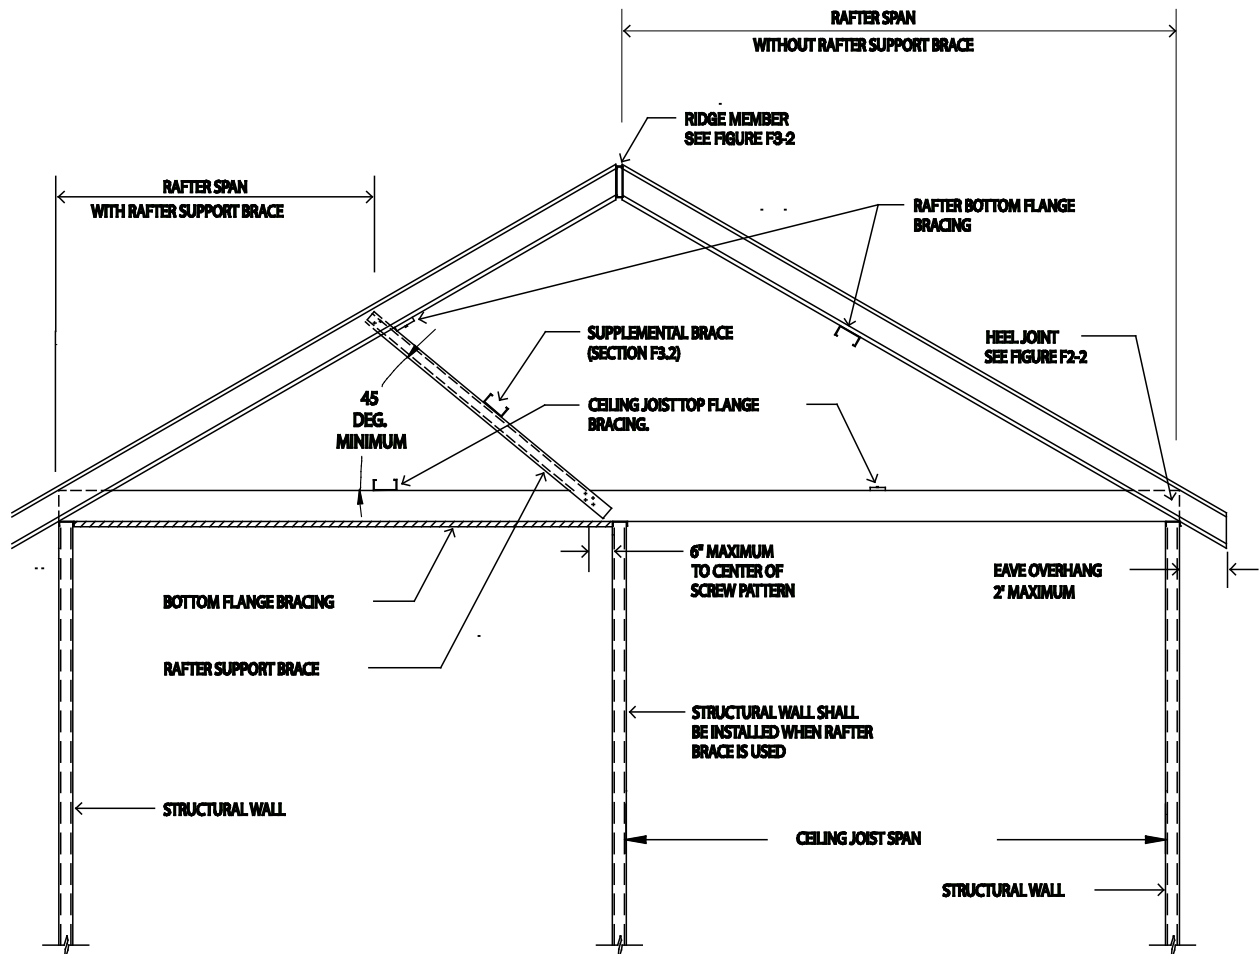 RAFTER SPAN
WITHOUT RAFTER SUPPORT BRACE
RIDGE MEMBER
SEE FIGURE F3-2
RAFTER SPAN
WITH RAFTER SUPPORT BRACE
RAFTER BOTTOM FLANGE
BRACING
SUPPLEMENTAL BRACE
(SECTION F3.2)
HEEL JOINT
SEE FIGURE F2-2
45
DEG.
MINIMUM
CEILING JOIST TOP FLANGE
BRACING.
6" MAXIMUM
TO CENTER OF
SCREW PATTERN
EAVE OVERHANG
2' MAXIMUM
BOTTOM FLANGE BRACING
RAFTER SUPPORT BRACE
STRUCTURAL WALL SHALL
BE INSTALLED WHEN RAFTER
BRACE IS USED
STRUCTURAL WALL
CEILING JOIST SPAN
STRUCTURAL WALL